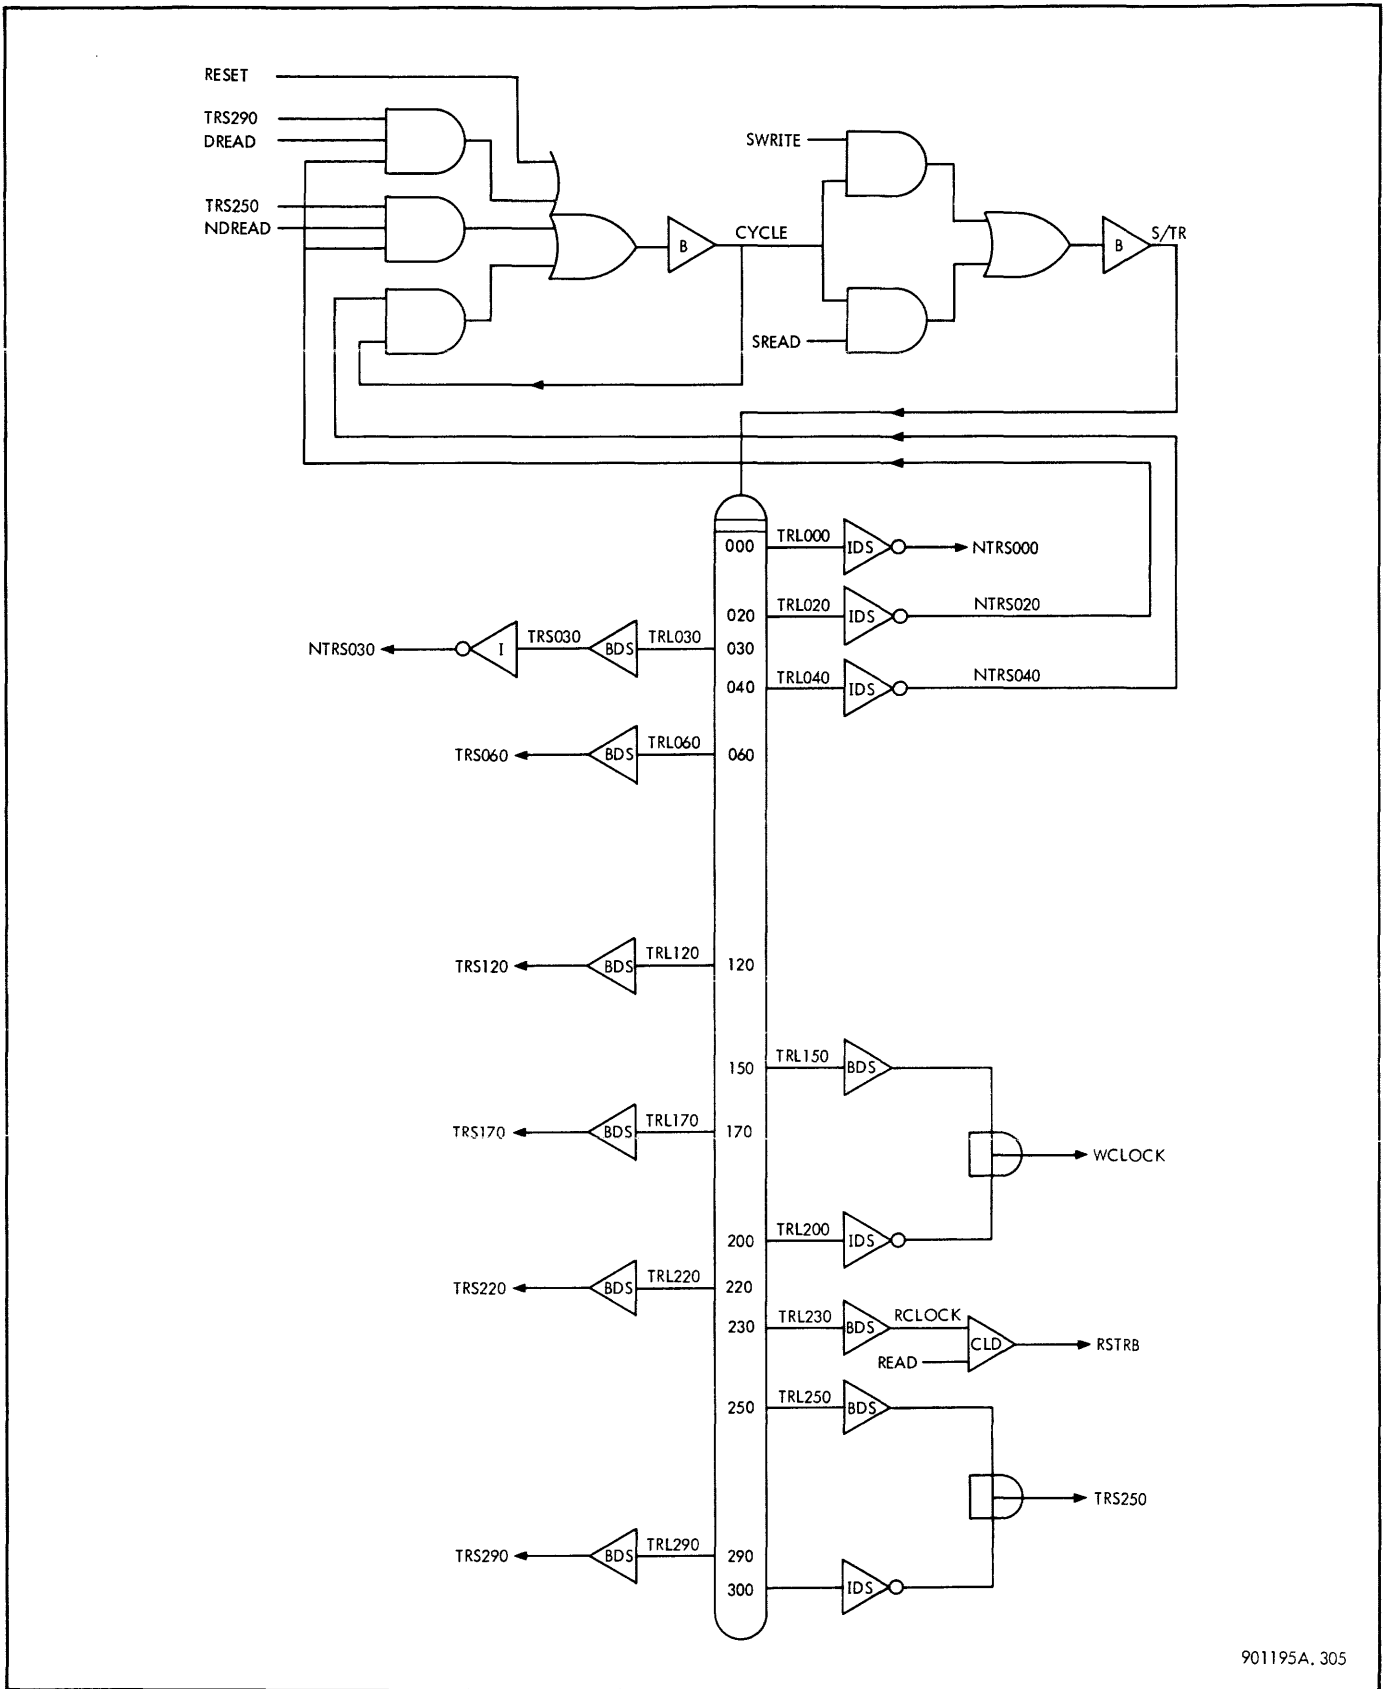 RESET
TRS290
DREAD
SWRITE
TRS250
NDREAD
B
CYCLE
B
S/TR
SREAD
000
TRL000
IDS
NTRS000
020
TRL020
IDS
NTRS020
NTRS030
I
TRS030
BDS
TRL030
030
040
TRL040
IDS
NTRS040
TRS060
BDS
TRL060
060
TRS120
BDS
TRL120
120
150
TRL150
BDS
TRS170
BDS
TRL170
170
WCLOCK
200
TRL200
IDS
TRS220
BDS
TRL220
220
230
TRL230
BDS
RCLOCK
CLD
RSTRB
READ
250
TRL250
BDS
TRS250
TRS290
BDS
TRL290
290
300
IDS
901195A. 305